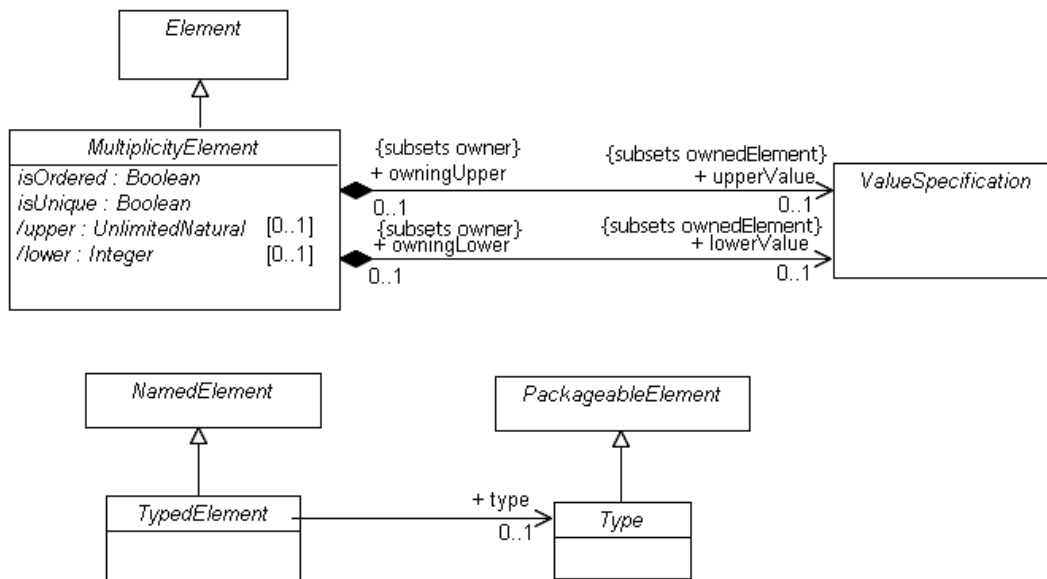 Element
MultiplicityElement
isOrdered : Boolean
isUnique : Boolean
/upper : UnlimitedNatural [0..1]
/lower : Integer [0..1]
{subsets owner}
+ owningUpper
0..1
{subsets ownedElement}
+ upperValue
0..1
{subsets owner}
+ owningLower
0..1
{subsets ownedElement}
+ lowerValue
0..1
ValueSpecification
NamedElement
PackageableElement
TypedElement
+ type
0..1
Type